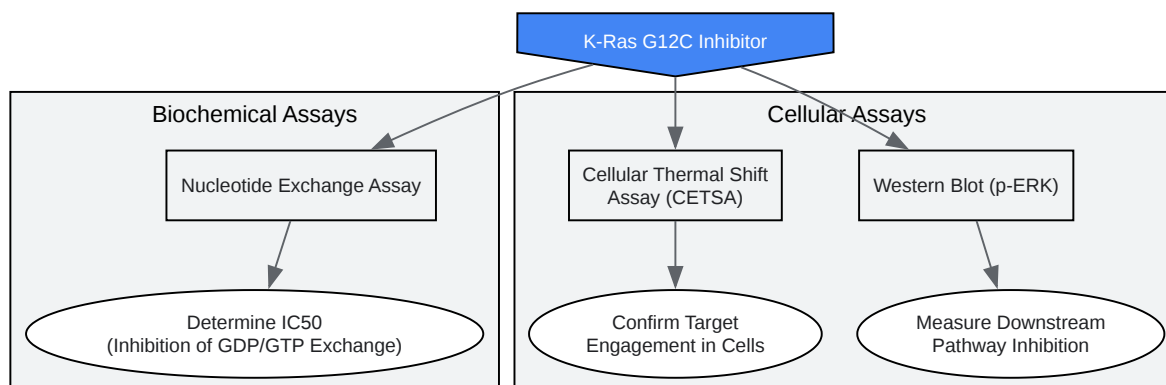 K-Ras G12C Inhibitor
Biochemical Assays
Cellular Assays
Nucleotide Exchange Assay
Cellular Thermal Shift
Assay (CETSA)
Western Blot (p-ERK)
Determine IC50
(Inhibition of GDP/GTP Exchange)
Confirm Target
Engagement in Cells
Measure Downstream
Pathway Inhibition